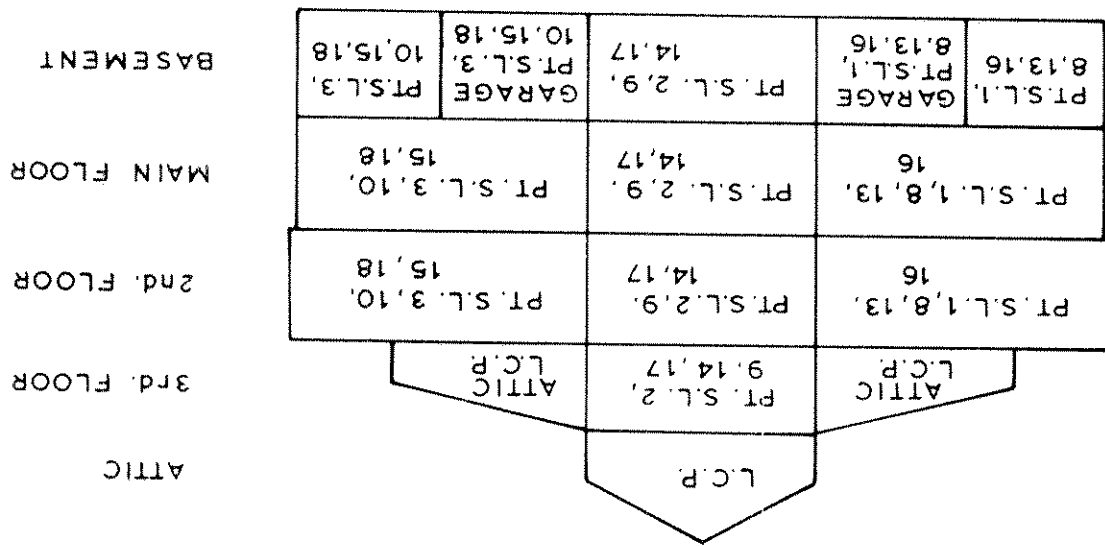 L.C.P.
ATTIC
ATTIC
L.C.P.
PT. S.L. 2,
9. 14, 17
ATTIC
L.C.P.
3rd. FLOOR
PT. S.L. 1, 8, 13,
16
PT. S.L. 2, 9.
14, 17
PT. S.L. 3, 10,
15, 18
2nd. FLOOR
PT. S.L. 1, 8, 13,
16
PT. S.L. 2, 9.
14, 17
PT. S.L. 3, 10,
15, 18
MAIN FLOOR
PT. S.L. 1,
8, 13, 16
GARAGE
PT. S.L. 1,
8, 13, 16
PT. S.L. 2, 9,
14, 17
GARAGE
PT. S.L. 3,
10, 15, 18
PT. S.L. 3,
10, 15, 18
BASEMENT